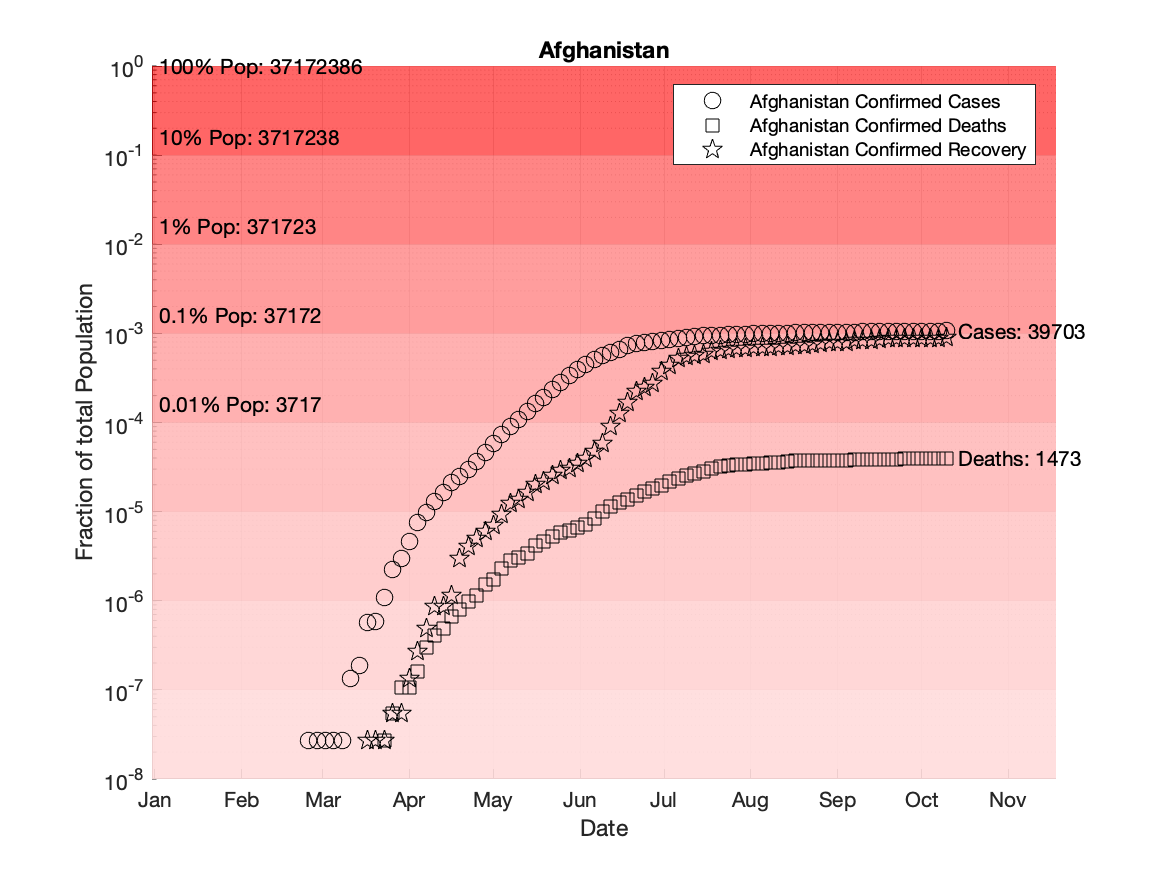 Afghanistan
10^0
100% Pop: 37172386
Afghanistan Confirmed Cases
Afghanistan Confirmed Deaths
Afghanistan Confirmed Recovery
10% Pop: 3717238
10^-1
1% Pop: 371723
10^-2
0.1% Pop: 37172
10^-3
Cases: 39703
0.01% Pop: 3717
10^-4
Deaths: 1473
10^-5
10^-6
10^-7
10^-8
Fraction of total Population
Jan Feb Mar Apr May Jun Jul Aug Sep Oct Nov
Date